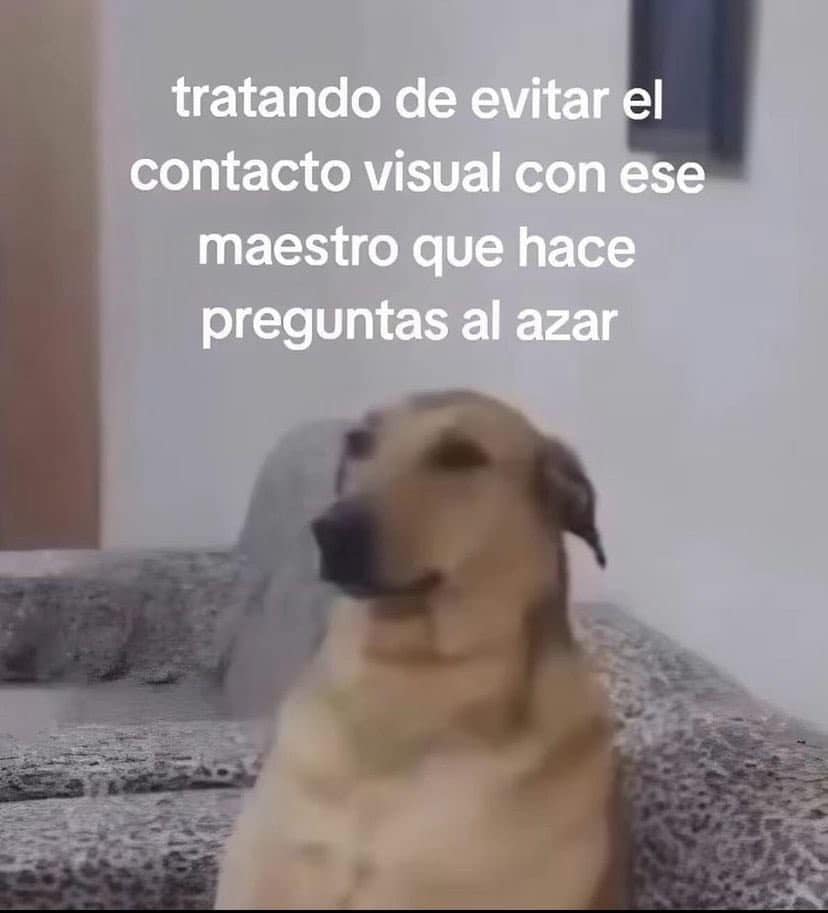 tratando de evitar el
contacto visual con ese
maestro que hace
preguntas al azar